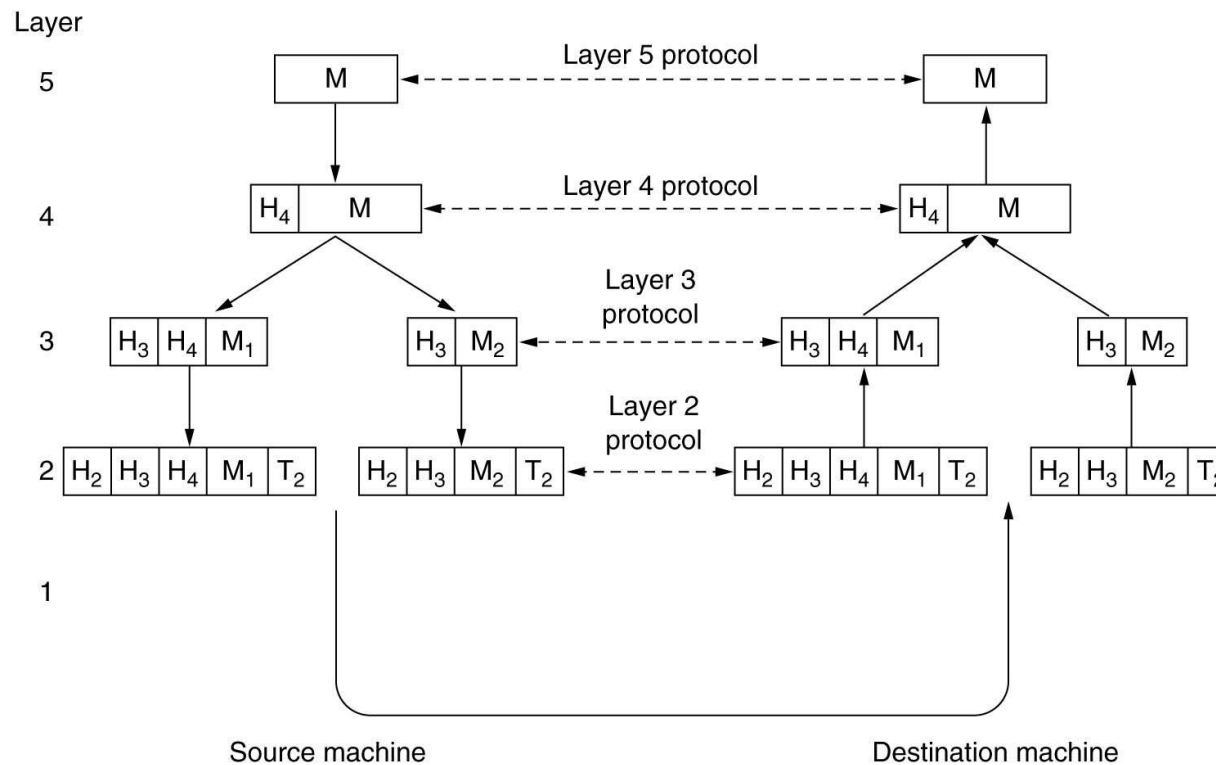 Layer
5 M Layer 5 protocol M
4 H₄ M Layer 4 protocol H₄ M
Layer 3
protocol
3 H₃ H₄ M₁ H₃ M₂ H₃ H₄ M₁ H₃ M₂
Layer 2
protocol
2 H₂ H₃ H₄ M₁ T₂ H₂ H₃ M₂ T₂ H₂ H₃ H₄ M₁ T₂ H₂ H₃ M₂ T₂
1
Source machine Destination machine